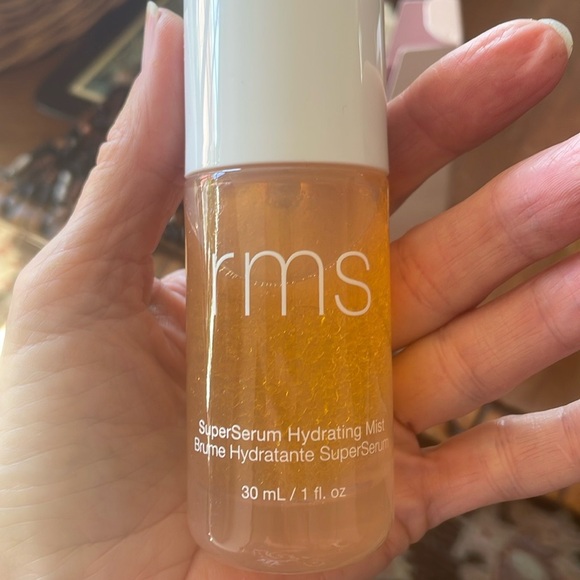 rms
SuperSerum Hydrating Mist
Brume Hydratante SuperSerum
30 mL / 1 fl. oz